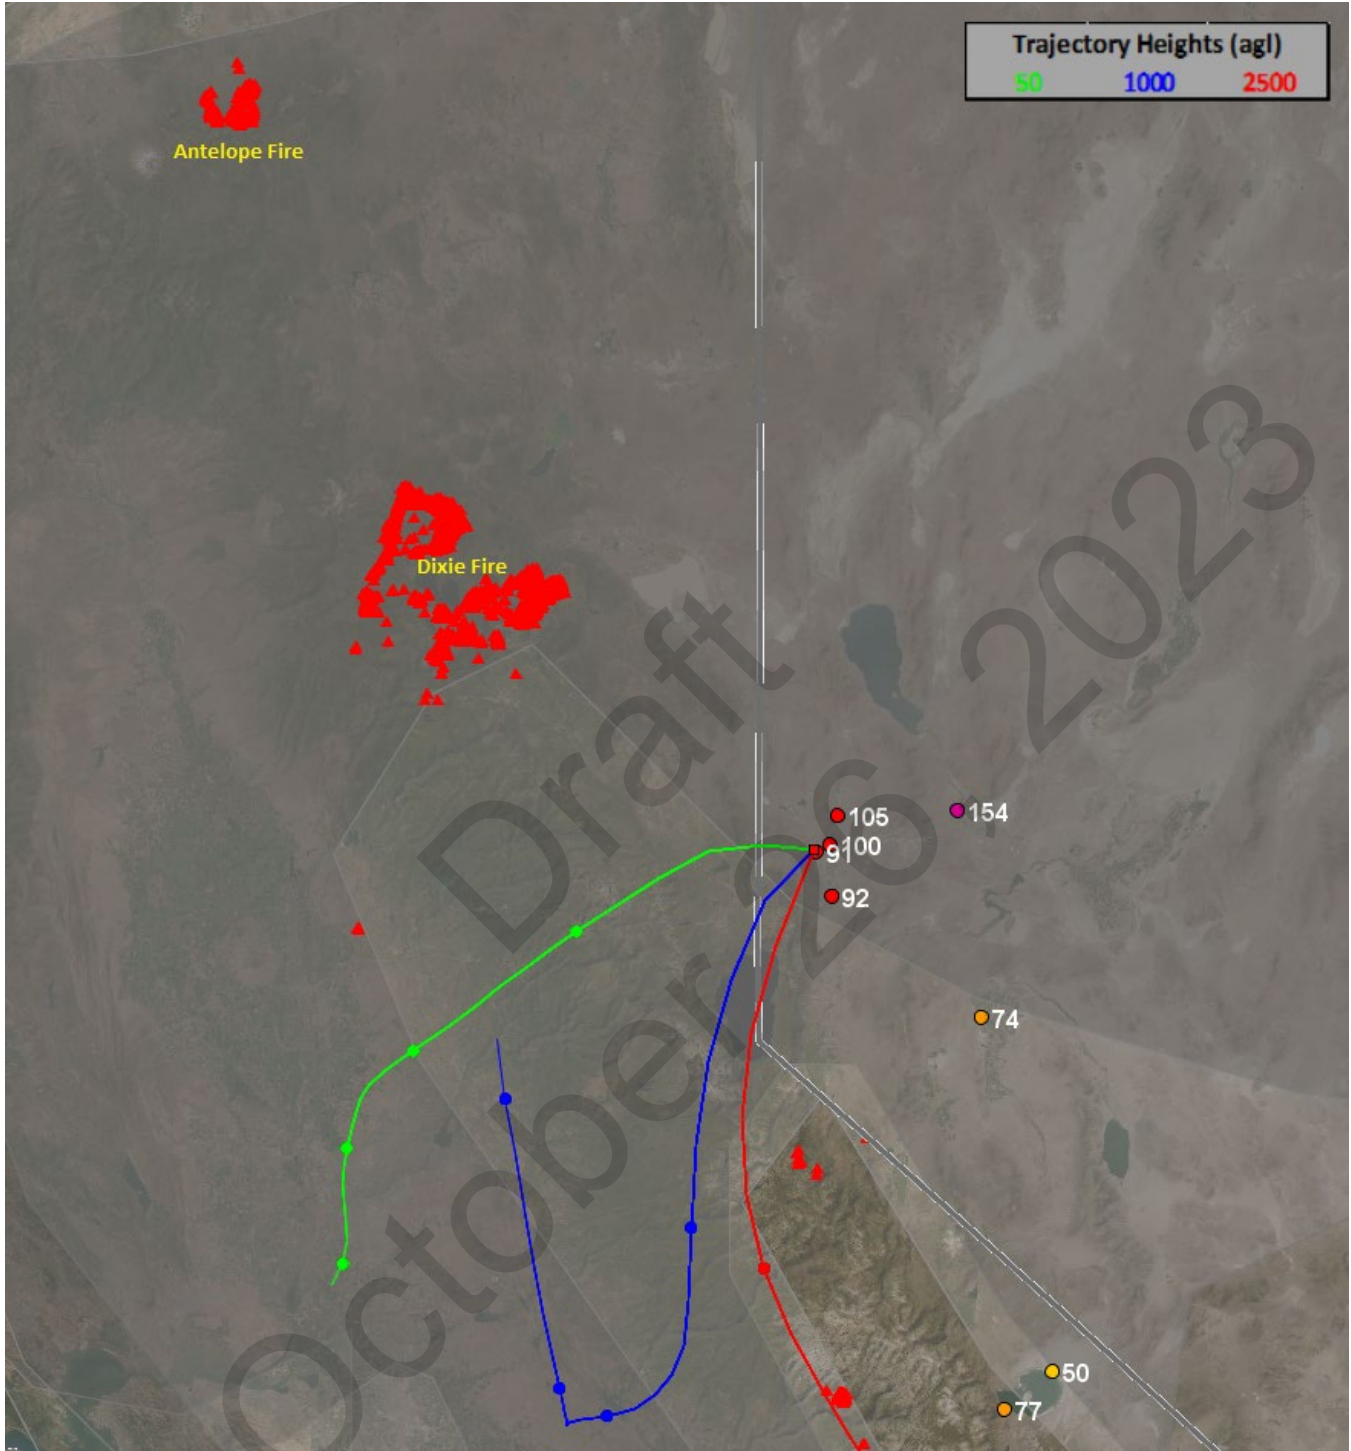 Trajectory Heights (agl)
50 1000 2500
Antelope Fire
Dixie Fire
105
154
100
91
92
74
50
77
Draft
October 26, 2023